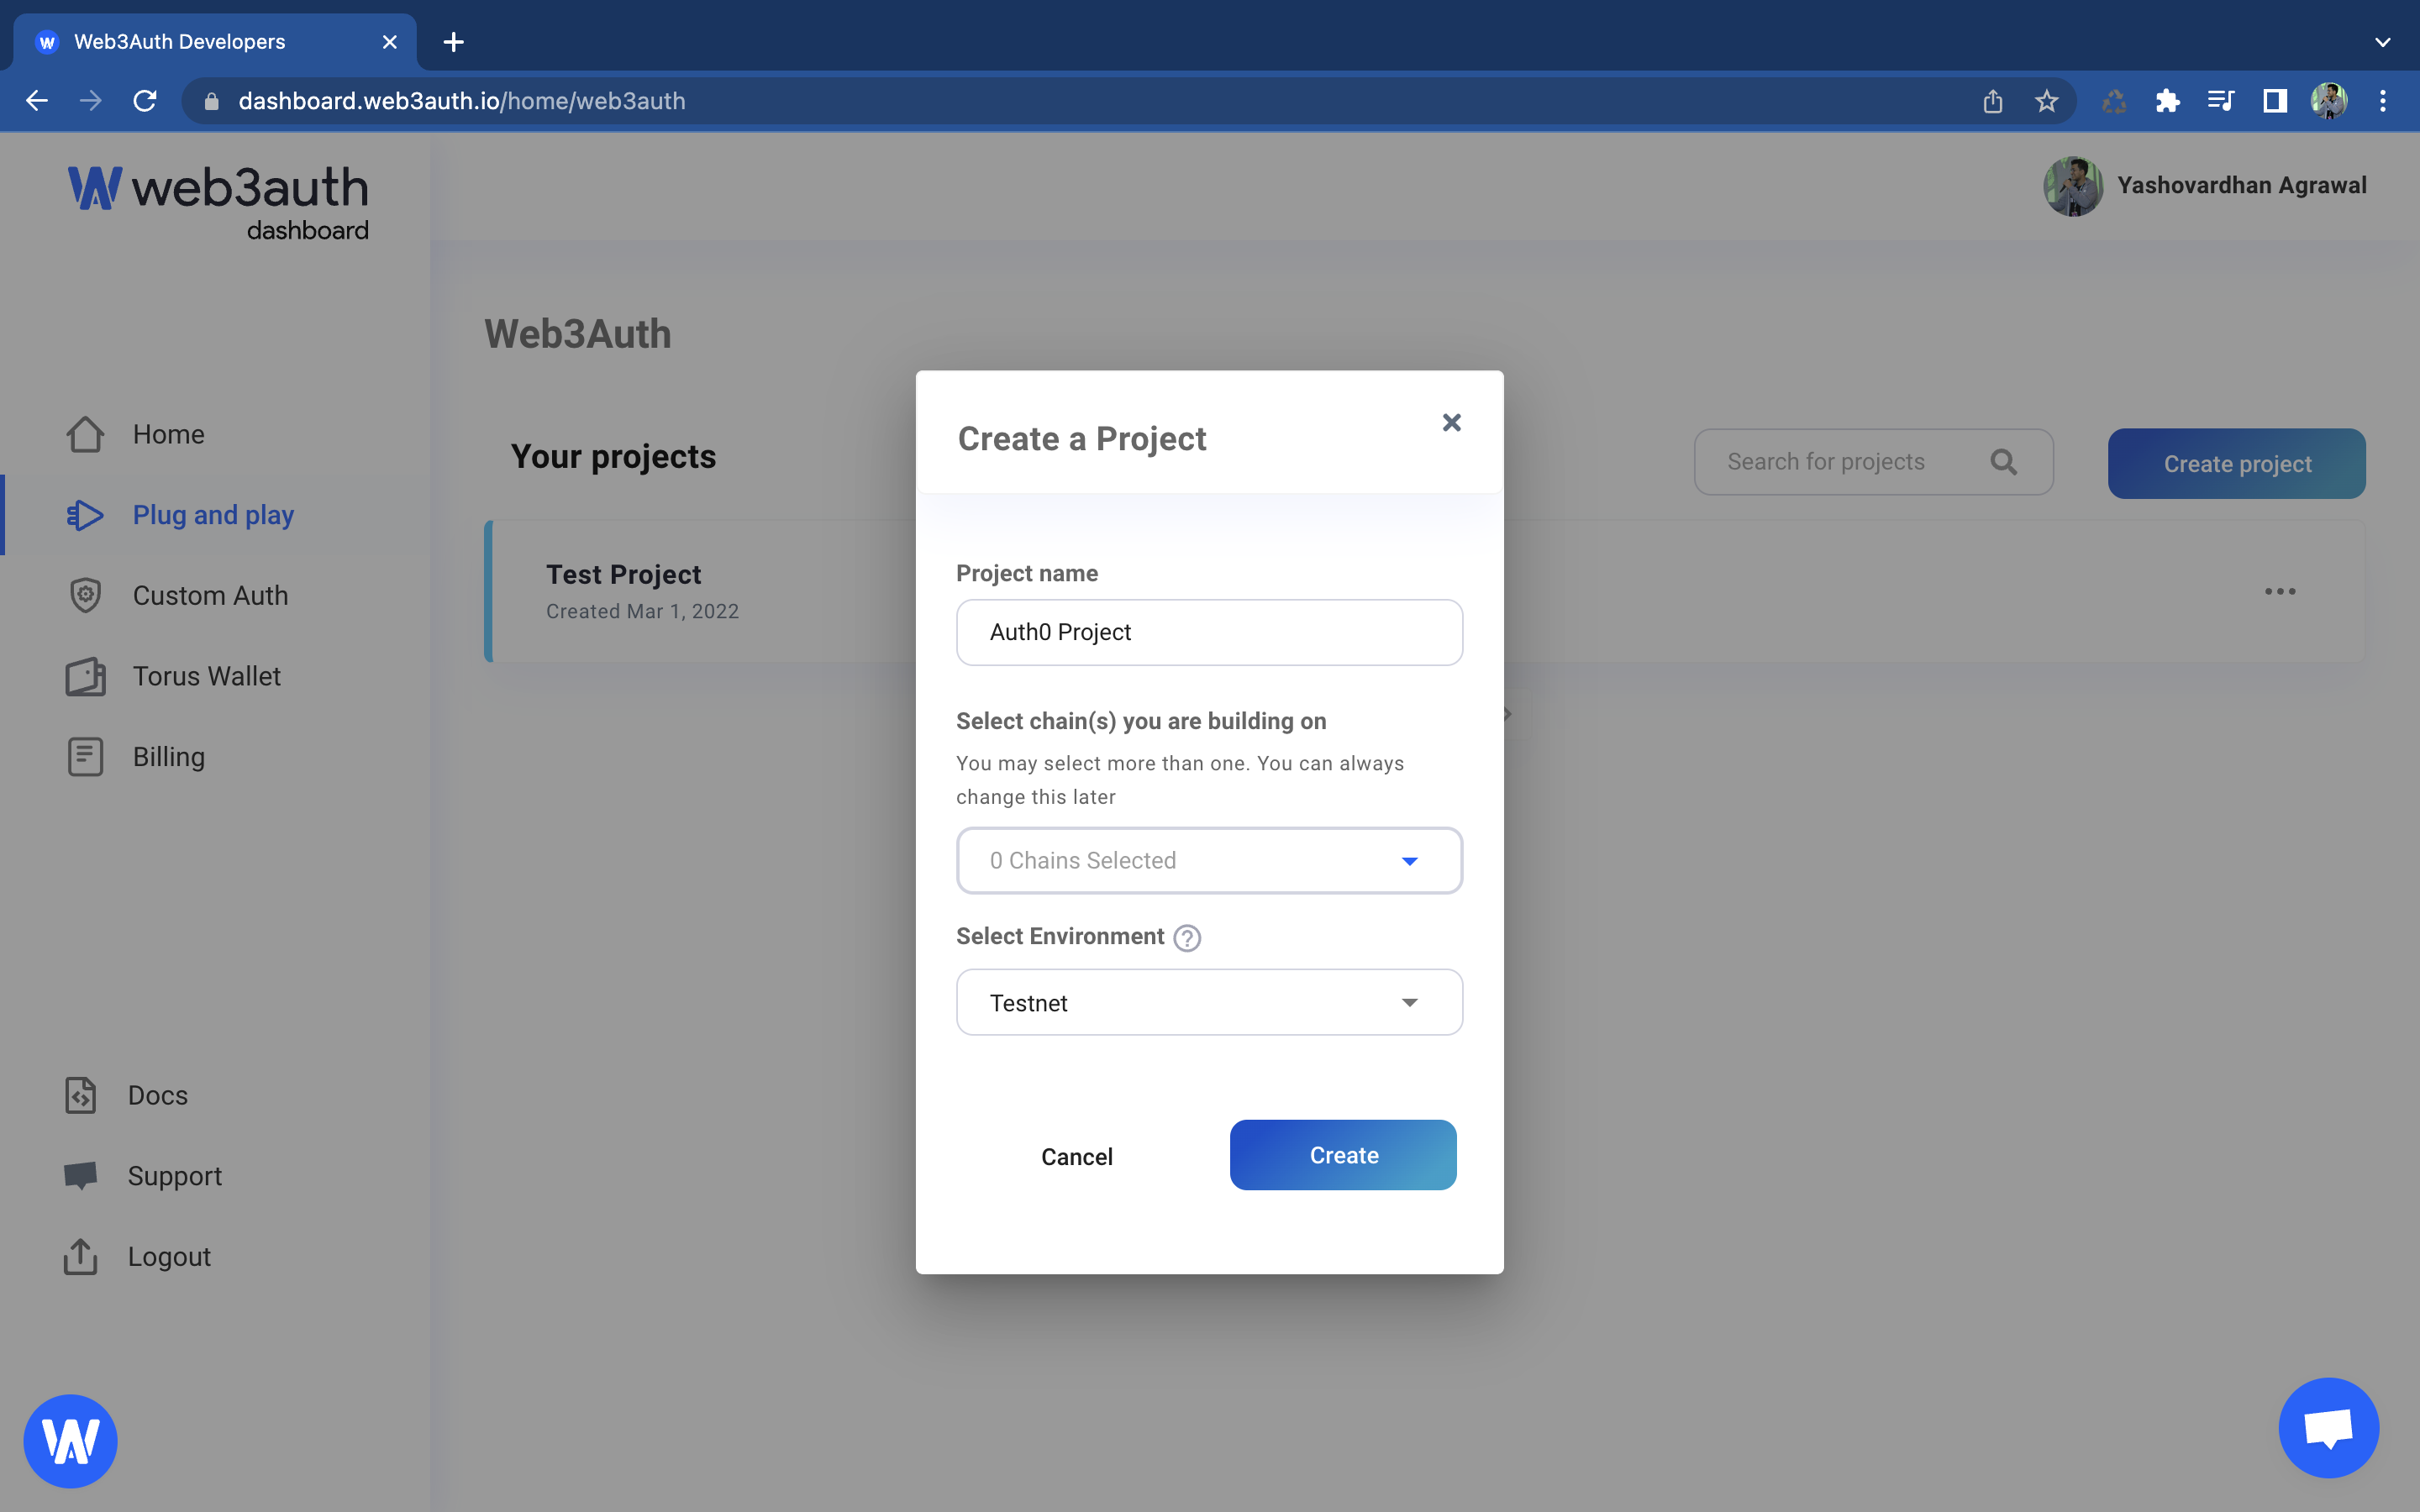 Web3Auth Developers
dashboard.web3auth.io/home/web3auth
web3auth
dashboard
Yashovardhan Agrawal
Home
Plug and play
Custom Auth
Torus Wallet
Billing
Docs
Support
Logout
Web3Auth
Your projects
Search for projects
Create project
Test Project
Created Mar 1, 2022
Create a Project
Project name
Auth0 Project
Select chain(s) you are building on
You may select more than one. You can always
change this later
0 Chains Selected
Select Environment
Testnet
Cancel
Create